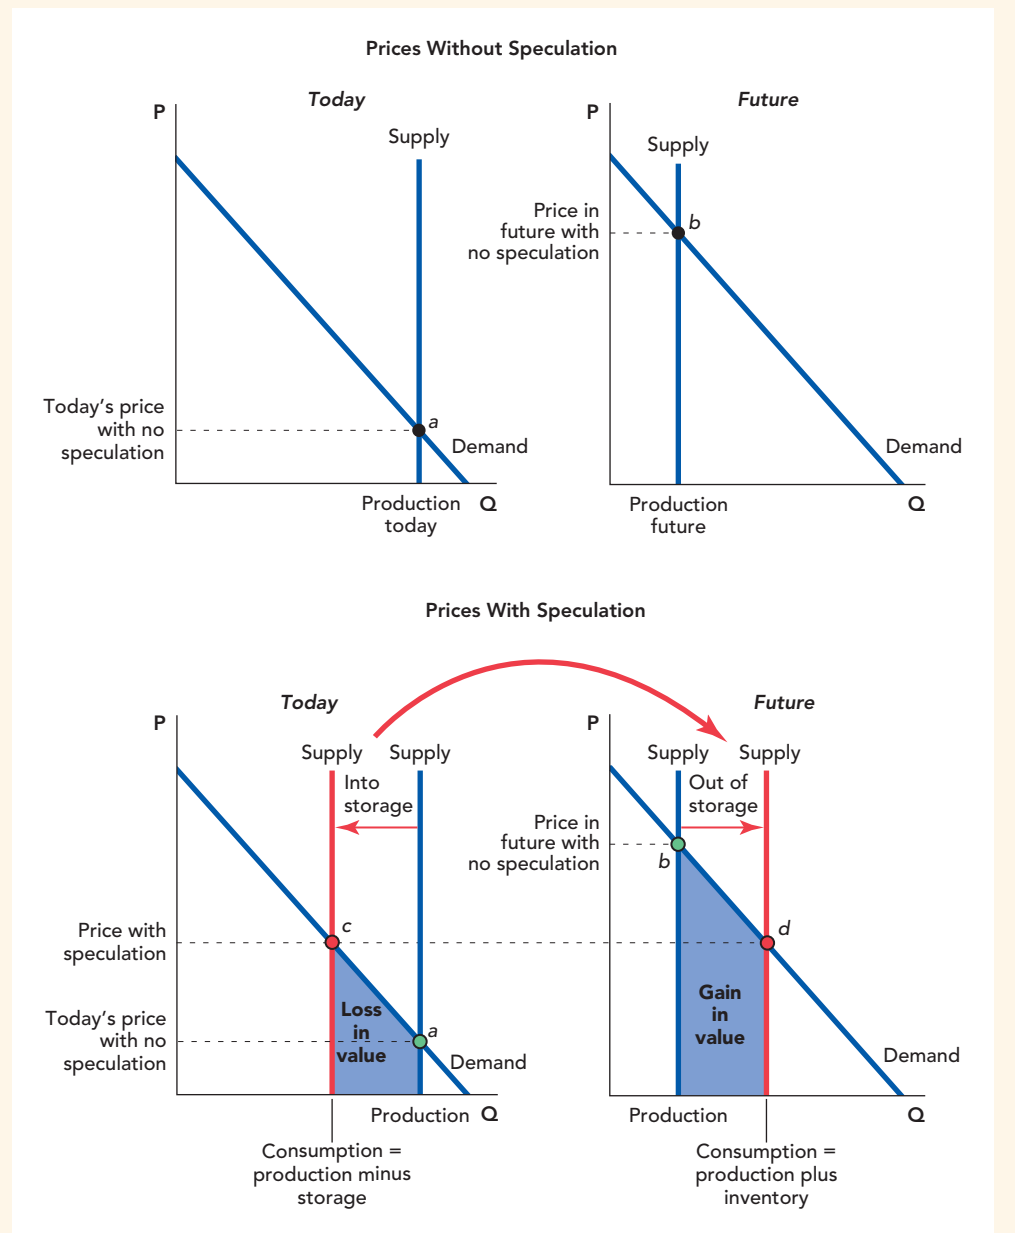 Prices Without Speculation
Today
P
Supply
Today's price
with no
speculation
a
Demand
Production
today
Q
Future
P
Supply
Price in
future with
no speculation
b
Demand
Production
future
Q
Prices With Speculation
Today
P
Supply
Supply
Into
storage
Price with
speculation
c
Today's price
with no
speculation
Loss
in
value
a
Demand
Production
Q
Consumption =
production minus
storage
Future
P
Supply
Supply
Out of
storage
Price in
future with
no speculation
b
d
Gain
in
value
Demand
Production
Q
Consumption =
production plus
inventory